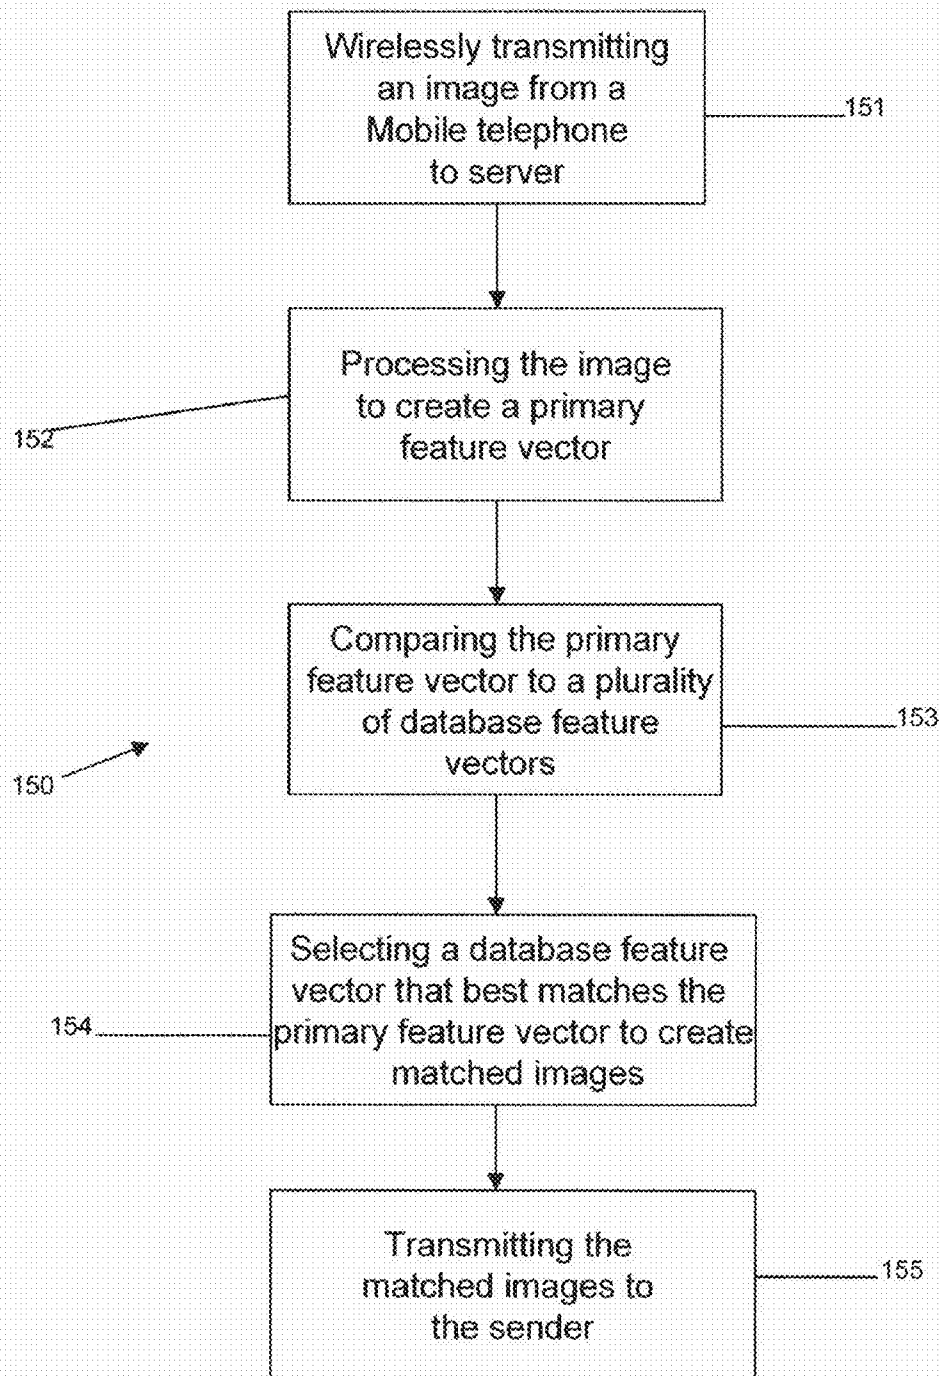 Wirelessly transmitting
an image from a
Mobile telephone
to server
151
Processing the image
to create a primary
feature vector
152
Comparing the primary
feature vector to a plurality
of database feature
vectors
153
150
Selecting a database feature
vector that best matches the
primary feature vector to create
matched images
154
Transmitting the
matched images to
the sender
155